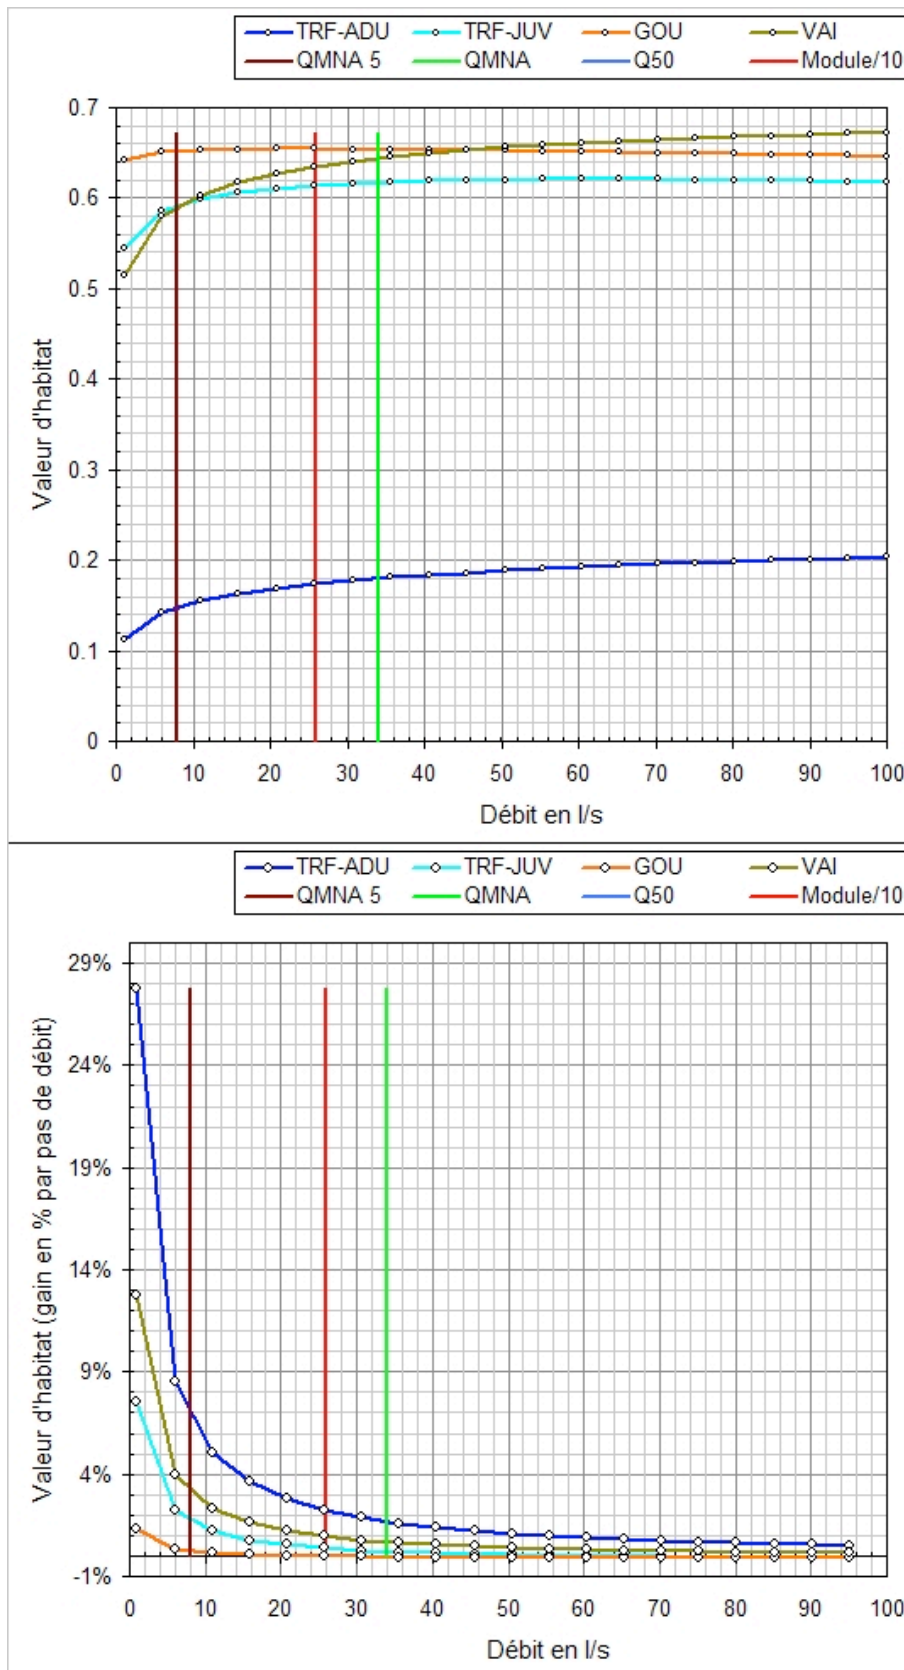 TRF-ADU TRF-JUV GOU VAI
QMNA 5 QMNA Q50 Module/10
0.7
0.6
0.5
0.4
0.3
0.2
0.1
0
Valeur d'habitat
0 10 20 30 40 50 60 70 80 90 100
Débit en l/s
TRF-ADU TRF-JUV GOU VAI
QMNA 5 QMNA Q50 Module/10
29%
24%
19%
14%
9%
4%
-1%
Valeur d'habitat (gain en % par pas de débit)
0 10 20 30 40 50 60 70 80 90 100
Débit en l/s